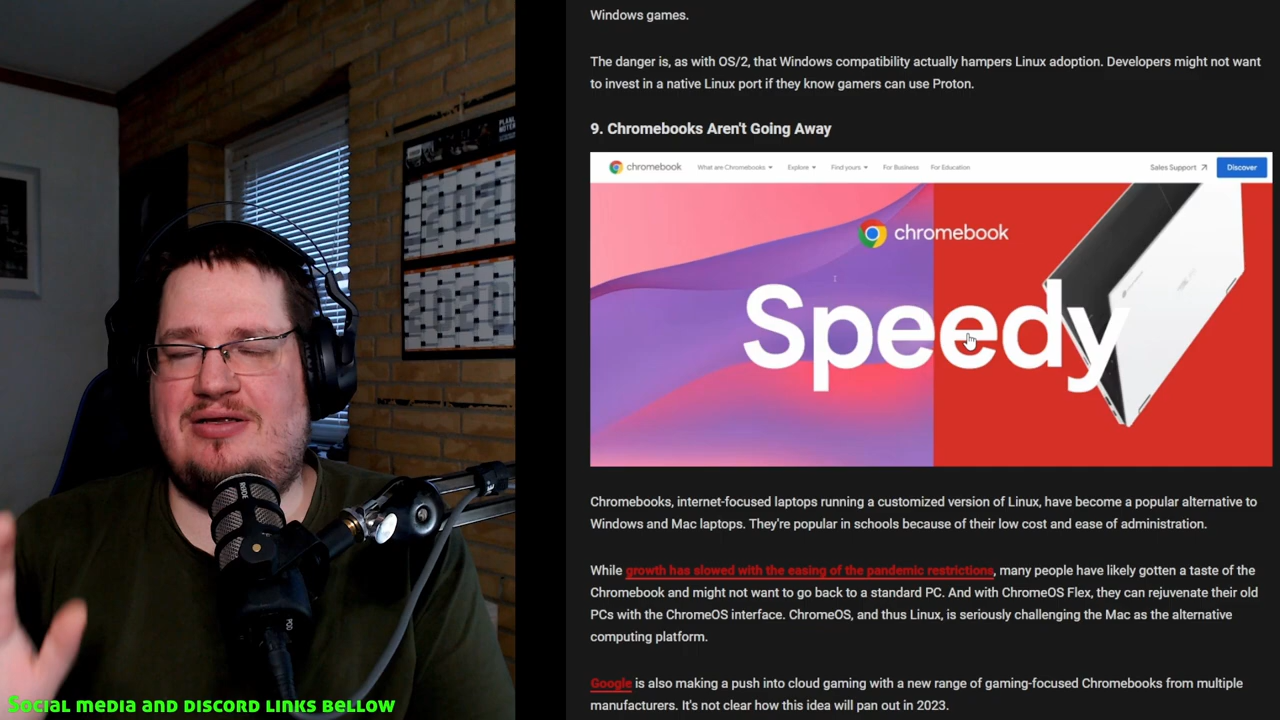 Windows games.
The danger is, as with OS/2, that Windows compatibility actually hampers Linux adoption. Developers might not want
to invest in a native Linux port if they know gamers can use Proton.
9. Chromebooks Aren't Going Away
chromebook What are Chromebooks Explore Find yours For Business For Education Sales Support Discover
chromebook
Speedy
Chromebooks, internet-focused laptops running a customized version of Linux, have become a popular alternative to
Windows and Mac laptops. They're popular in schools because of their low cost and ease of administration.
While growth has slowed with the easing of the pandemic restrictions, many people have likely gotten a taste of the
Chromebook and might not want to go back to a standard PC. And with ChromeOS Flex, they can rejuvenate their old
PCs with the ChromeOS interface. ChromeOS, and thus Linux, is seriously challenging the Mac as the alternative
computing platform.
Google is also making a push into cloud gaming with a new range of gaming-focused Chromebooks from multiple
manufacturers. It's not clear how this idea will pan out in 2023.
RØDE
Social media and discord links bellow